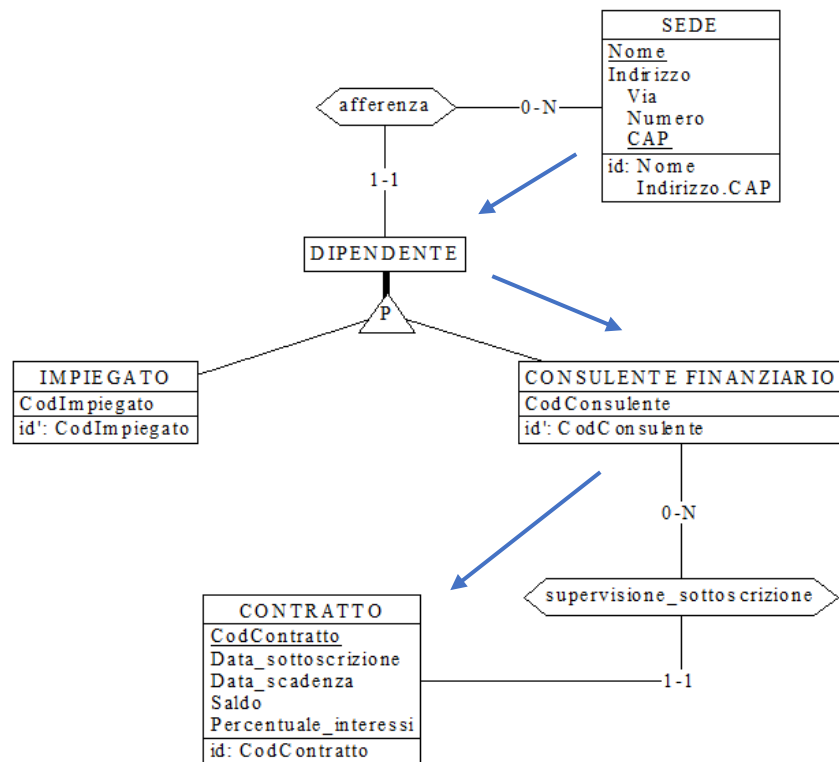 SEDE
Nome
Indirizzo
Via
Numero
CAP
id: Nome
Indirizzo.CAP
afferenza
0-N
1-1
DIPENDENTE
P
IMPIEGATO
CodImpiegato
id': CodImpiegato
CONSULENTE FINANZIARIO
CodConsulente
id': CodConsulente
0-N
supervisione_sottoscrizione
1-1
CONTRATTO
CodContratto
Data_sottoscrizione
Data_scadenza
Saldo
Percentuale_interessi
id: CodContratto